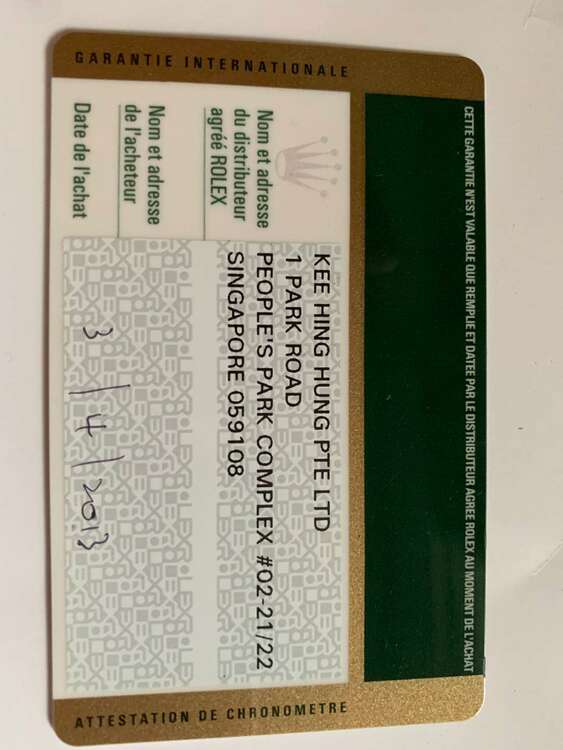 GARANTIE INTERNATIONALE
CETTE GARANTIE N'EST VALABLE QUE REMPLIE ET DATEE PAR LE DISTRIBUTEUR AGREE ROLEX AU MOMENT DE L'ACHAT
Nom et adresse
du distributeur
agréé ROLEX
KEE HING HUNG PTE LTD
1 PARK ROAD
PEOPLE'S PARK COMPLEX #02-21/22
SINGAPORE 059108
Nom et adresse
de l'acheteur
Date de l'achat
3/4/2013
ATTESTATION DE CHRONOMETRE